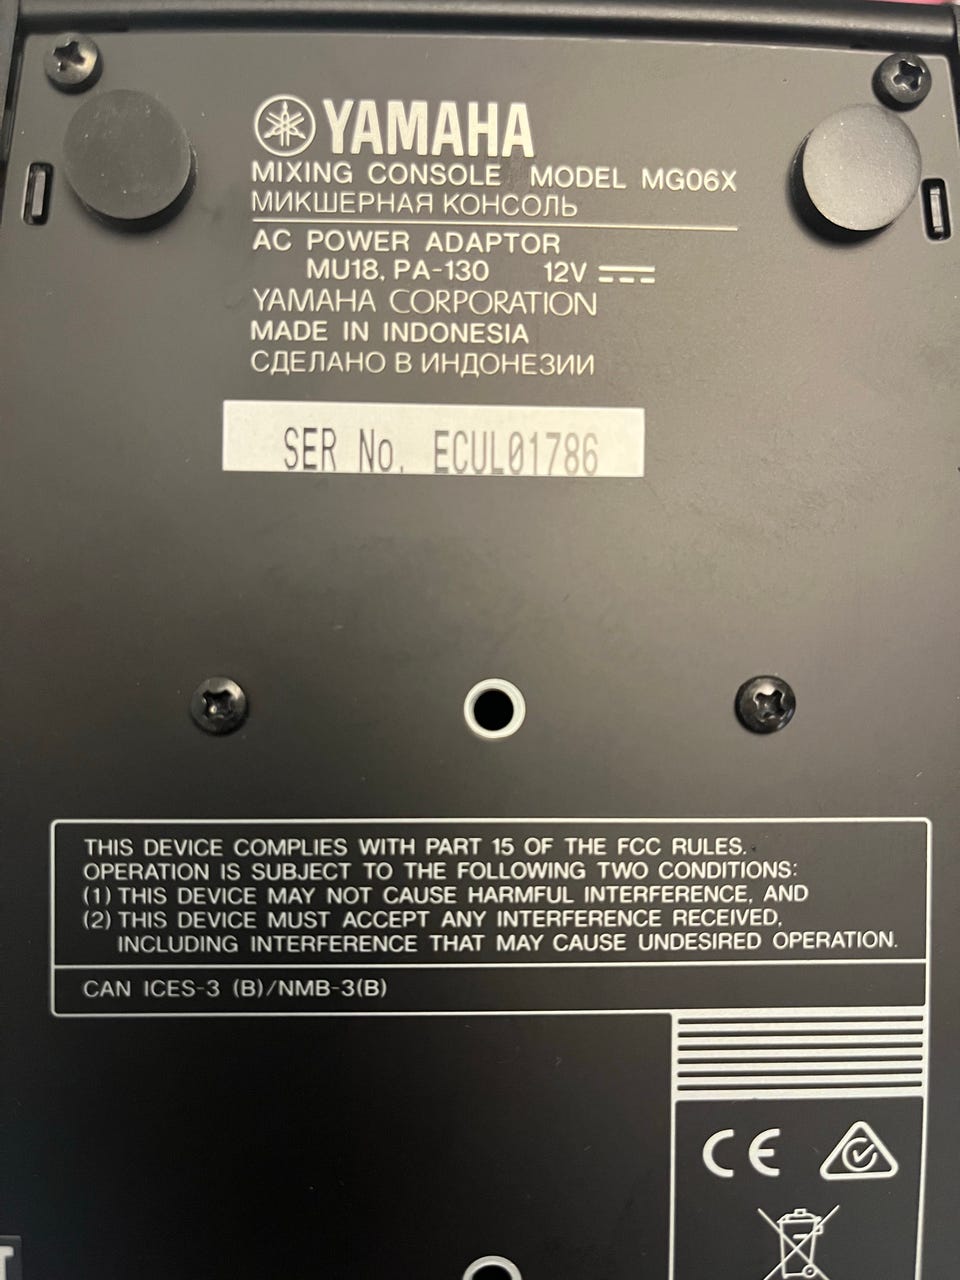 YAMAHA
MIXING CONSOLE MODEL MG06X
МИКШЕРНАЯ КОНСОЛЬ
AC POWER ADAPTOR
MU18, PA-130 12V
YAMAHA CORPORATION
MADE IN INDONESIA
СДЕЛАНО В ИНДОНЕЗИИ
SER No. ECUL01786
THIS DEVICE COMPLIES WITH PART 15 OF THE FCC RULES.
OPERATION IS SUBJECT TO THE FOLLOWING TWO CONDITIONS:
(1) THIS DEVICE MAY NOT CAUSE HARMFUL INTERFERENCE, AND
(2) THIS DEVICE MUST ACCEPT ANY INTERFERENCE RECEIVED,
INCLUDING INTERFERENCE THAT MAY CAUSE UNDESIRED OPERATION.
CAN ICES-3 (B)/NMB-3(B)
CE